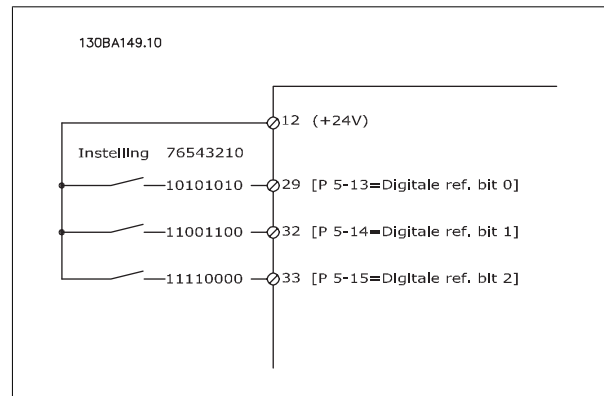 130BA149.10
12 (+24V)
Instelling 76543210
10101010 29 [P 5-13=Digitale ref. bit 0]
11001100 32 [P 5-14=Digitale ref. bit 1]
11110000 33 [P 5-15=Digitale ref. bit 2]